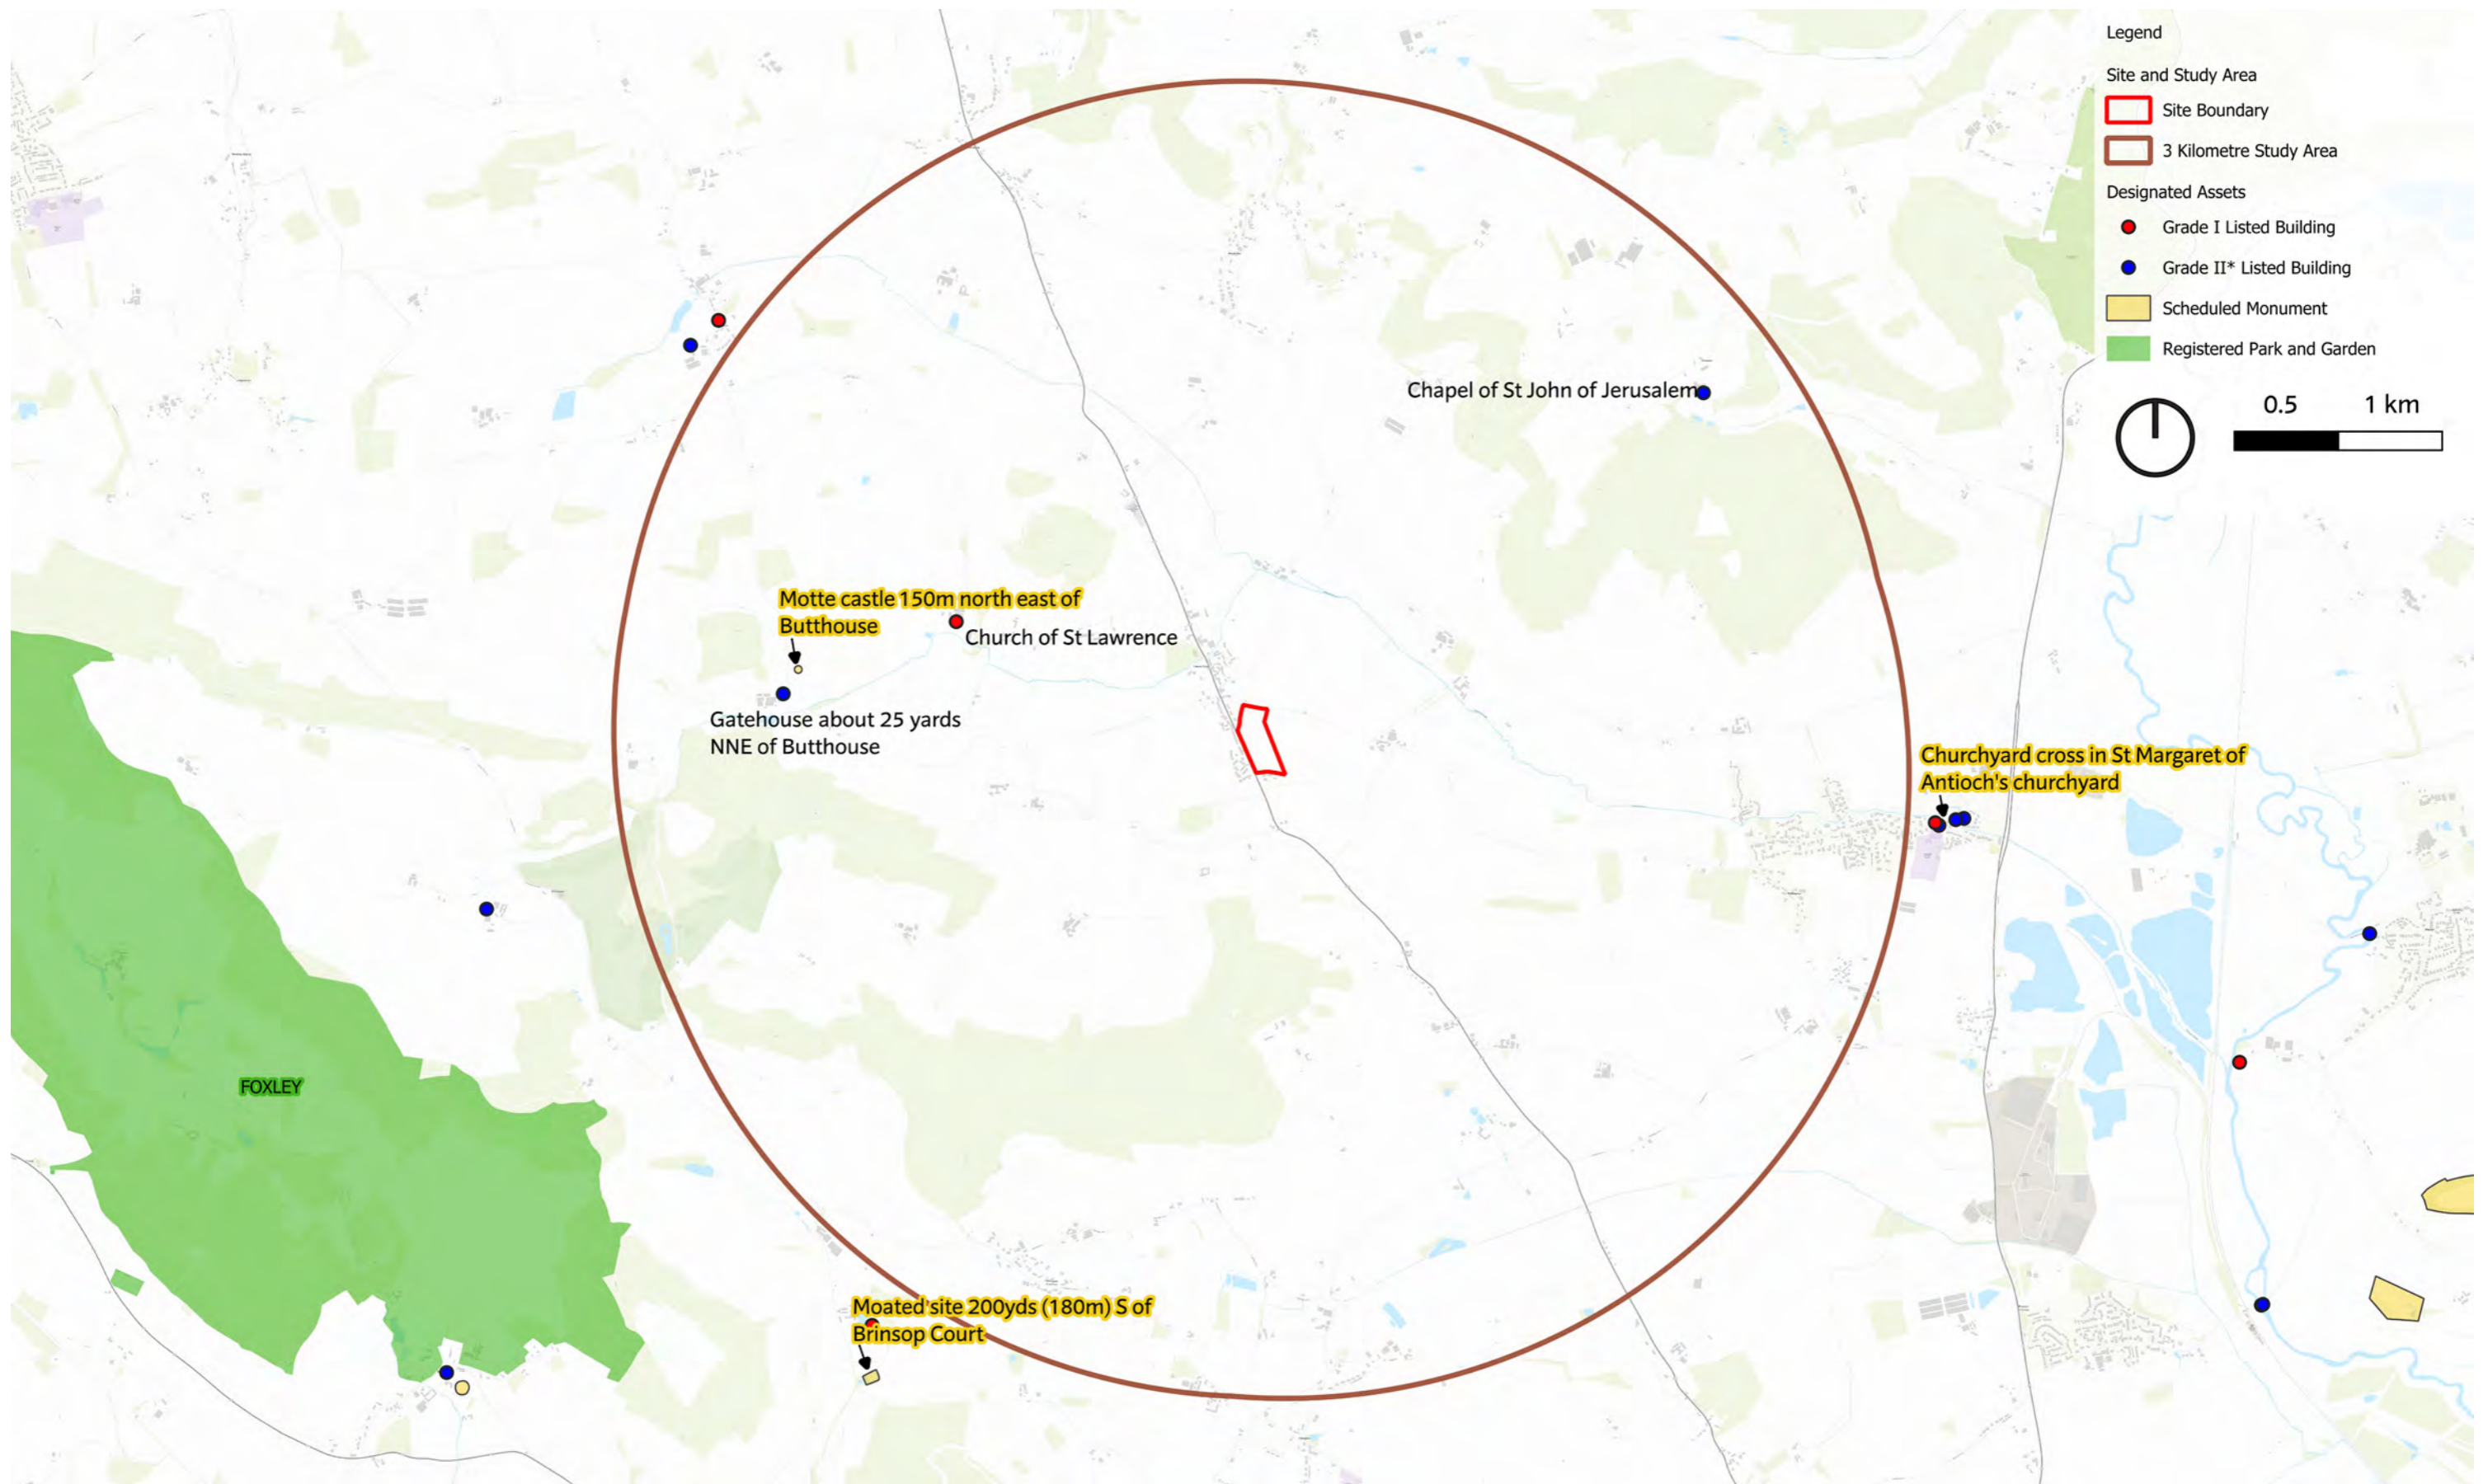 Legend
Site and Study Area
Site Boundary
3 Kilometre Study Area
Designated Assets
Grade I Listed Building
Grade II* Listed Building
Scheduled Monument
Registered Park and Garden
0.5 1 km
Chapel of St John of Jerusalem
Motte castle 150m north east of
Butthouse
Church of St Lawrence
Gatehouse about 25 yards
NNE of Butthouse
Churchyard cross in St Margaret of
Antioch's churchyard
FOXLEY
Moated site 200yds (180m) S of
Brinsop Court